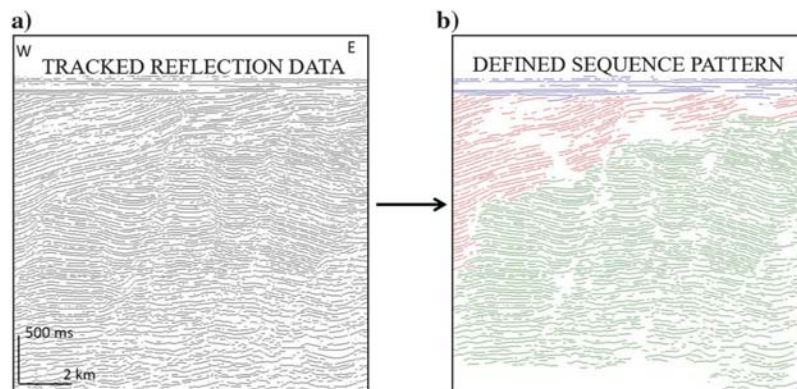 a)
W
E
TRACKED REFLECTION DATA
500 ms
2 km
b)
DEFINED SEQUENCE PATTERN